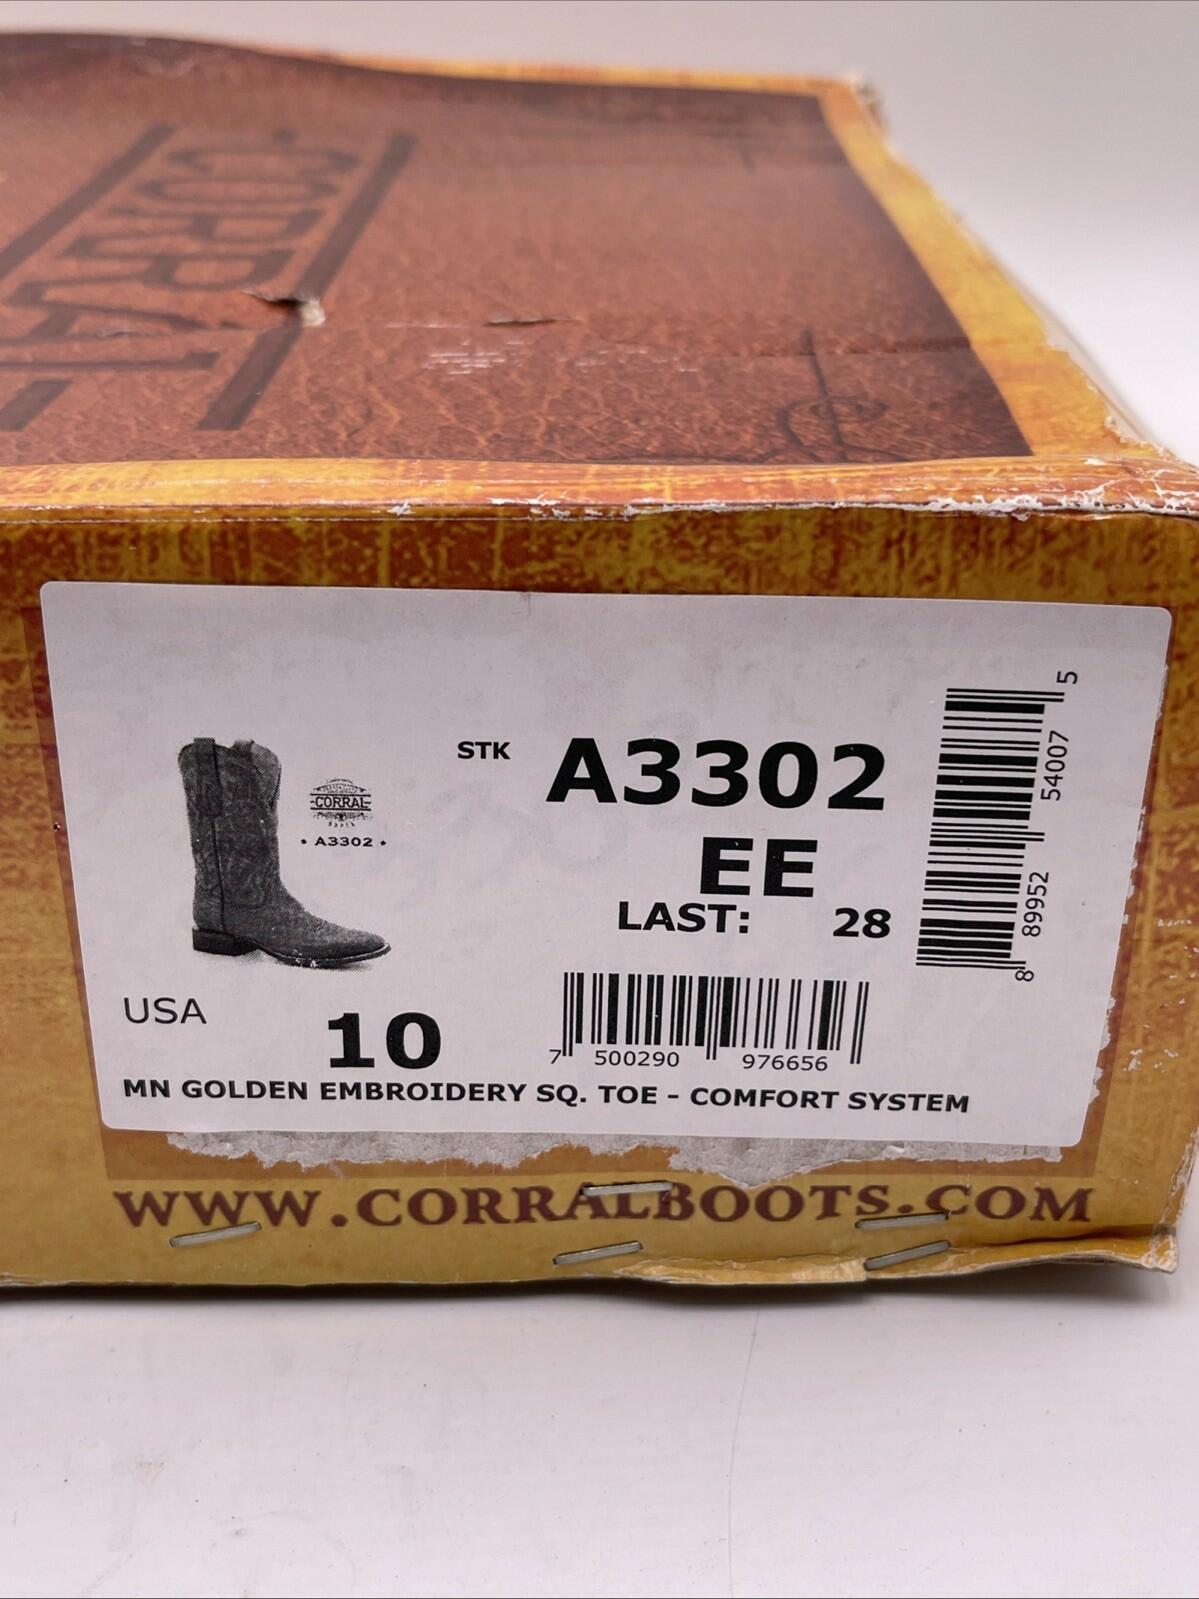 CORRAL
STK A3302
EE
LAST: 28
CORRAL
BOOTS
• A3302 •
USA 10
7 500290 976656
8 89952 54007 5
MN GOLDEN EMBROIDERY SQ. TOE - COMFORT SYSTEM
WWW.CORRALBOOTS.COM